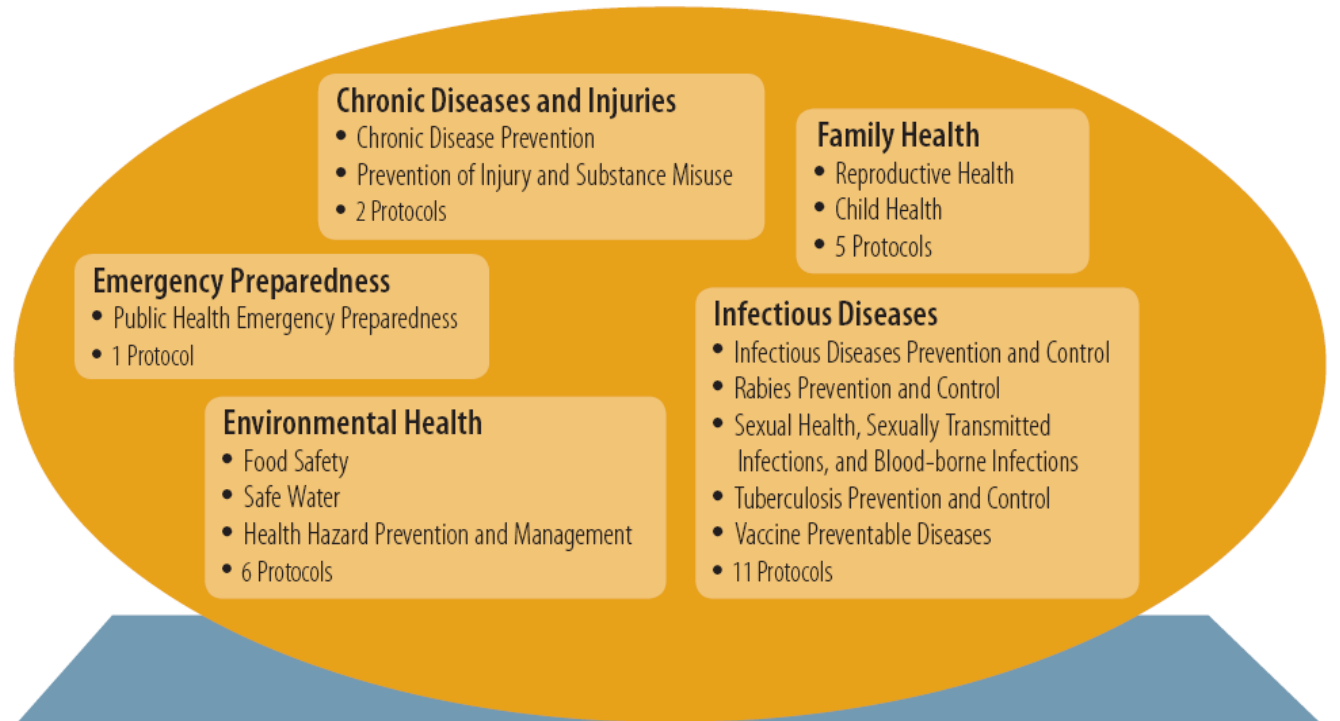 Chronic Diseases and Injuries
• Chronic Disease Prevention
• Prevention of Injury and Substance Misuse
• 2 Protocols
Family Health
• Reproductive Health
• Child Health
• 5 Protocols
Emergency Preparedness
• Public Health Emergency Preparedness
• 1 Protocol
Infectious Diseases
• Infectious Diseases Prevention and Control
• Rabies Prevention and Control
• Sexual Health, Sexually Transmitted
Infections, and Blood-borne Infections
• Tuberculosis Prevention and Control
• Vaccine Preventable Diseases
• 11 Protocols
Environmental Health
• Food Safety
• Safe Water
• Health Hazard Prevention and Management
• 6 Protocols